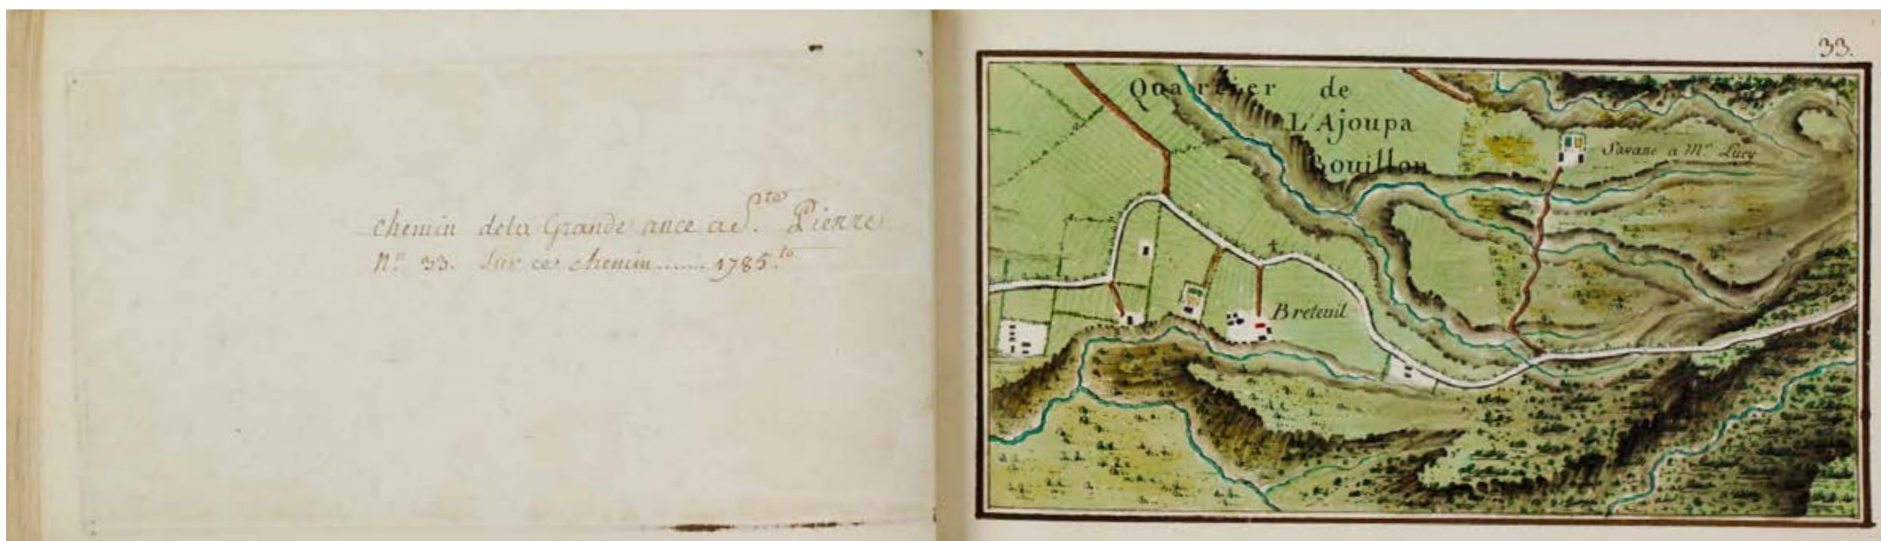 chemin dela Grande ance a S.te Pierre
N.o 33. sur ce chemin...... 1785.to
33.
Quartier de
L'Ajoupa
Bouillon
Savane a M.r Lucy
Breteuil